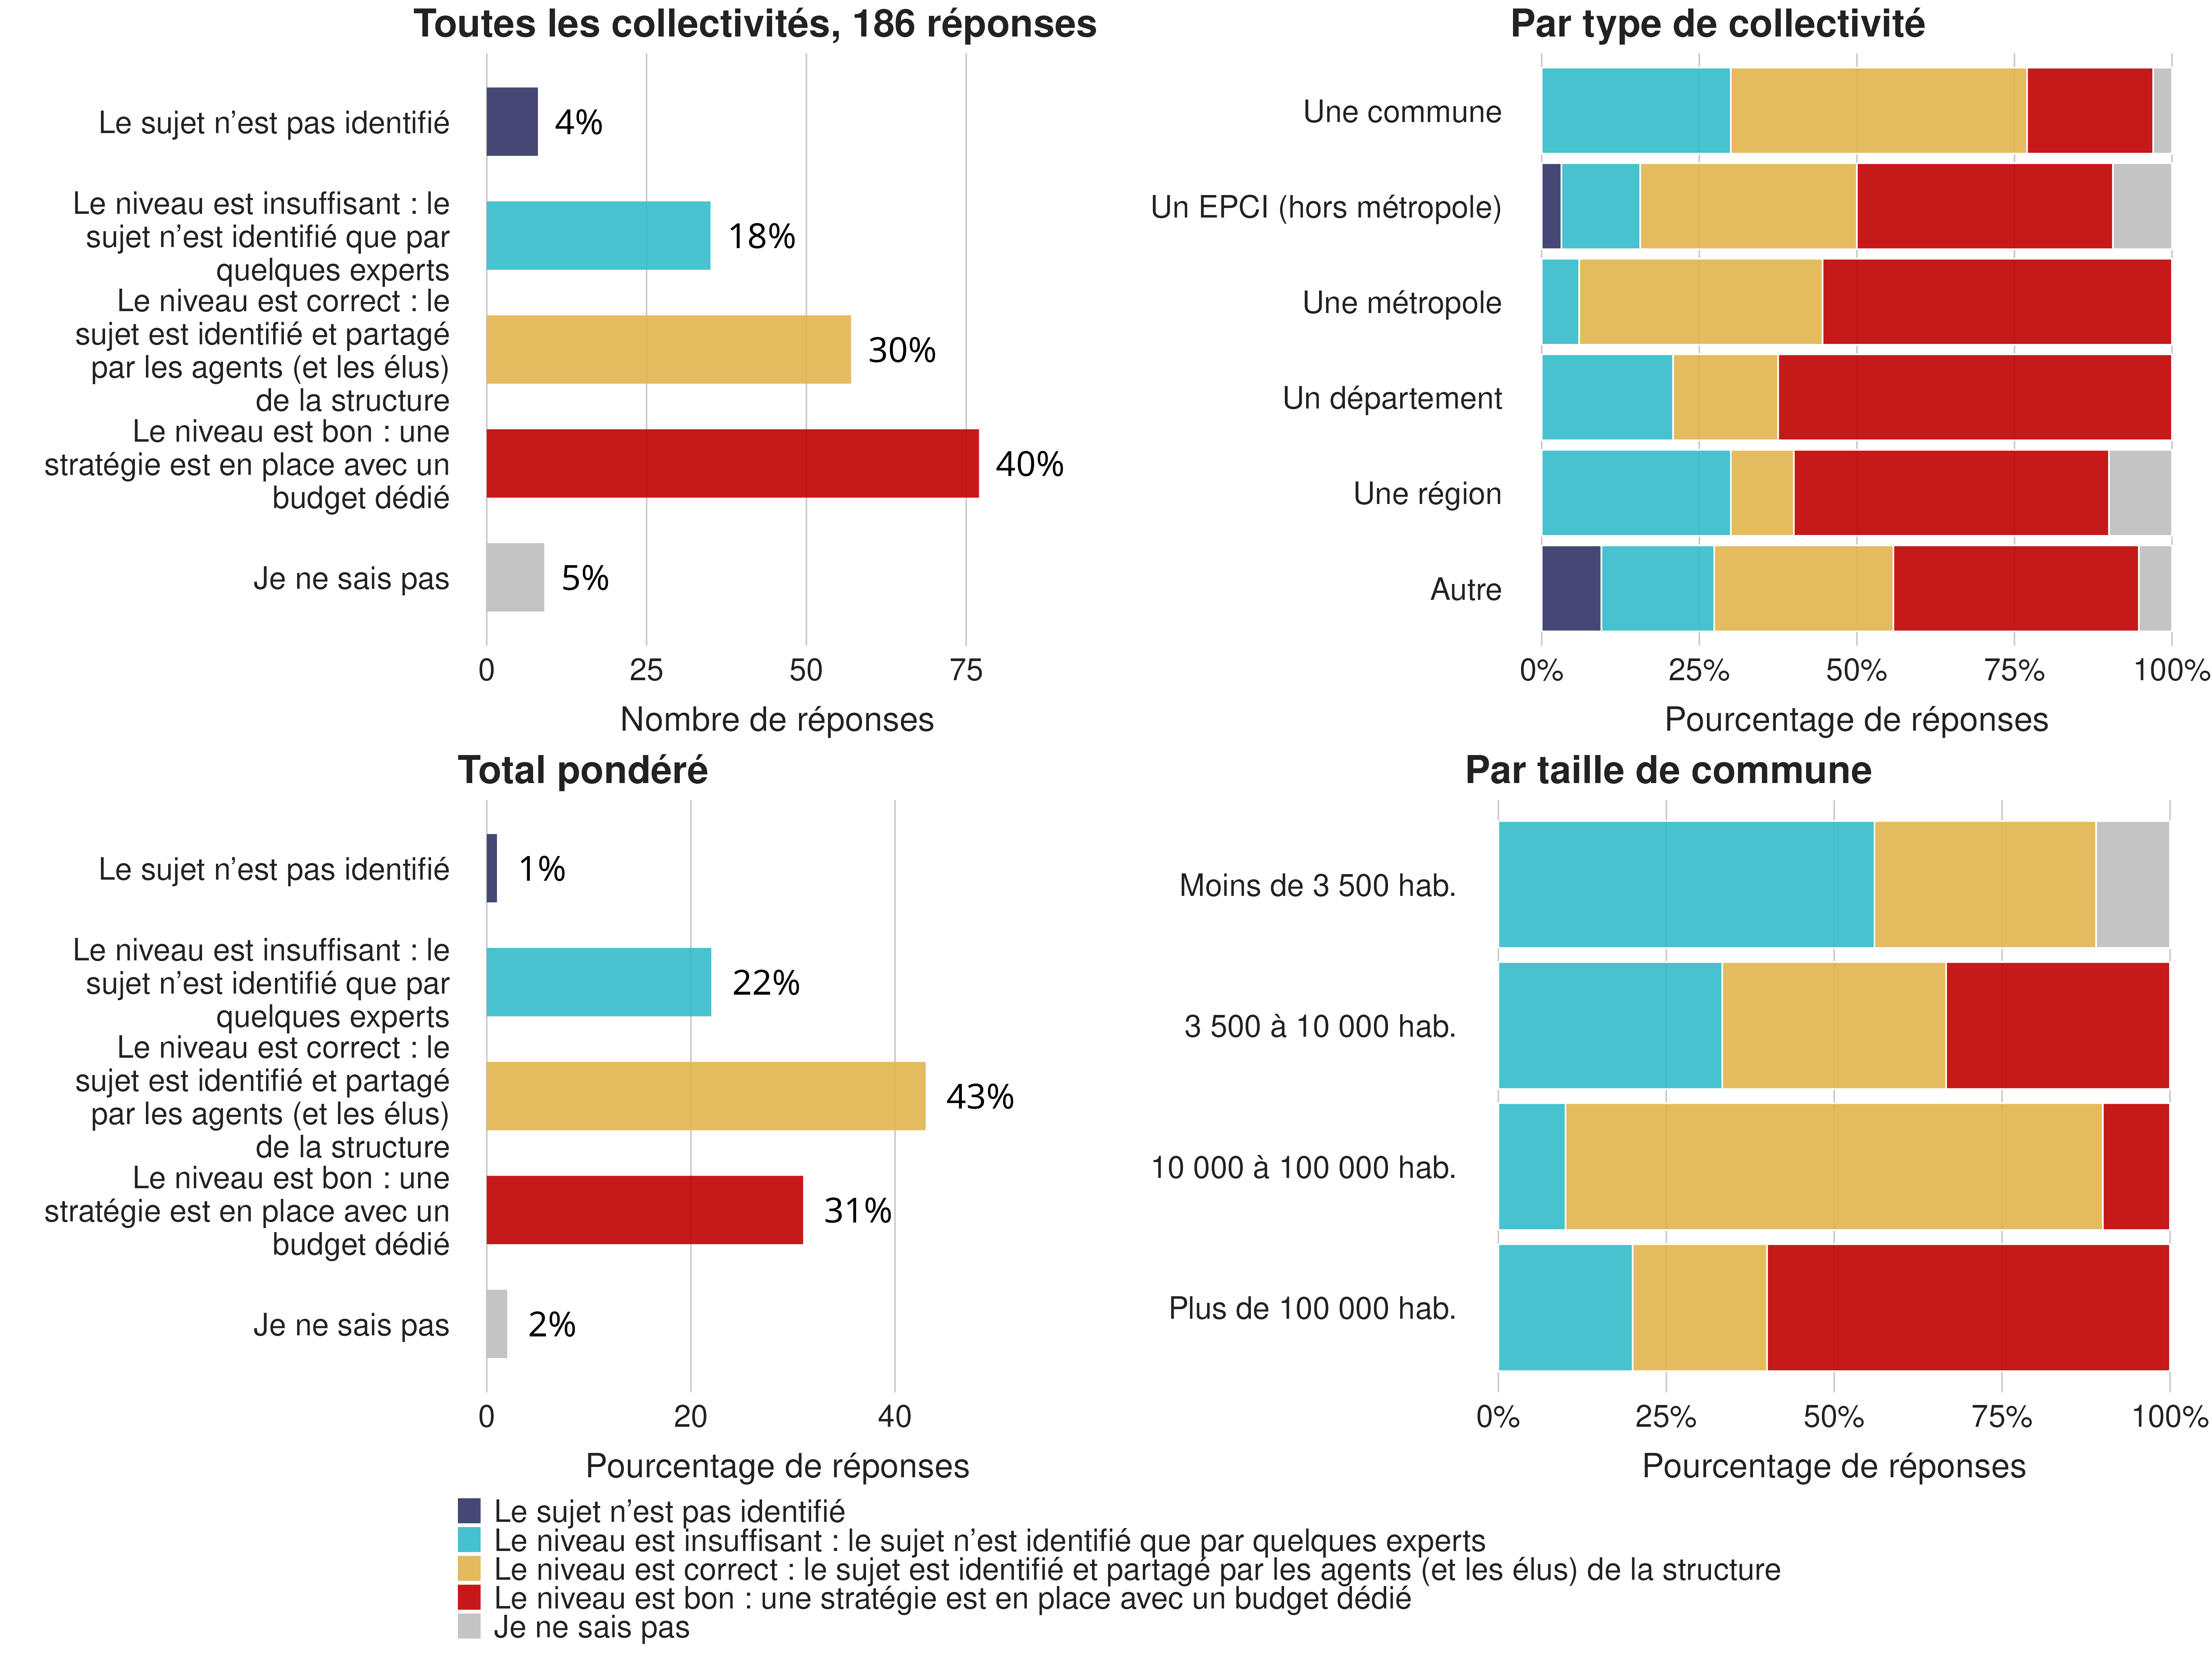 Toutes les collectivités, 186 réponses
Le sujet n’est pas identifié
4%
Le niveau est insuffisant : le
sujet n’est identifié que par
quelques experts
18%
Le niveau est correct : le
sujet est identifié et partagé
par les agents (et les élus)
de la structure
30%
Le niveau est bon : une
stratégie est en place avec un
budget dédié
40%
Je ne sais pas
5%
0 25 50 75
Nombre de réponses
Par type de collectivité
Une commune
Un EPCI (hors métropole)
Une métropole
Un département
Une région
Autre
0% 25% 50% 75% 100%
Pourcentage de réponses
Total pondéré
Le sujet n’est pas identifié
1%
Le niveau est insuffisant : le
sujet n’est identifié que par
quelques experts
22%
Le niveau est correct : le
sujet est identifié et partagé
par les agents (et les élus)
de la structure
43%
Le niveau est bon : une
stratégie est en place avec un
budget dédié
31%
Je ne sais pas
2%
0 20 40
Pourcentage de réponses
Par taille de commune
Moins de 3 500 hab.
3 500 à 10 000 hab.
10 000 à 100 000 hab.
Plus de 100 000 hab.
0% 25% 50% 75% 100%
Pourcentage de réponses
Le sujet n’est pas identifié
Le niveau est insuffisant : le sujet n’est identifié que par quelques experts
Le niveau est correct : le sujet est identifié et partagé par les agents (et les élus) de la structure
Le niveau est bon : une stratégie est en place avec un budget dédié
Je ne sais pas